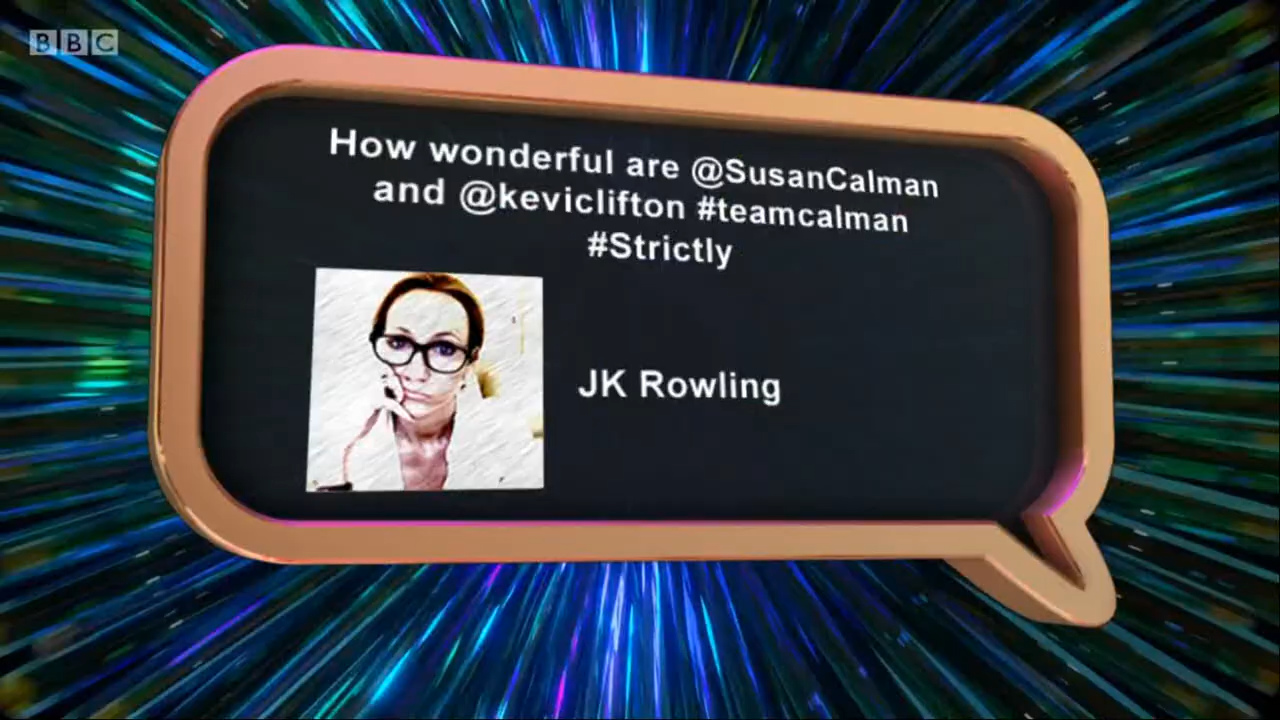 BBC
How wonderful are @SusanCalman
and @keviclifton #teamcalman
#Strictly
JK Rowling